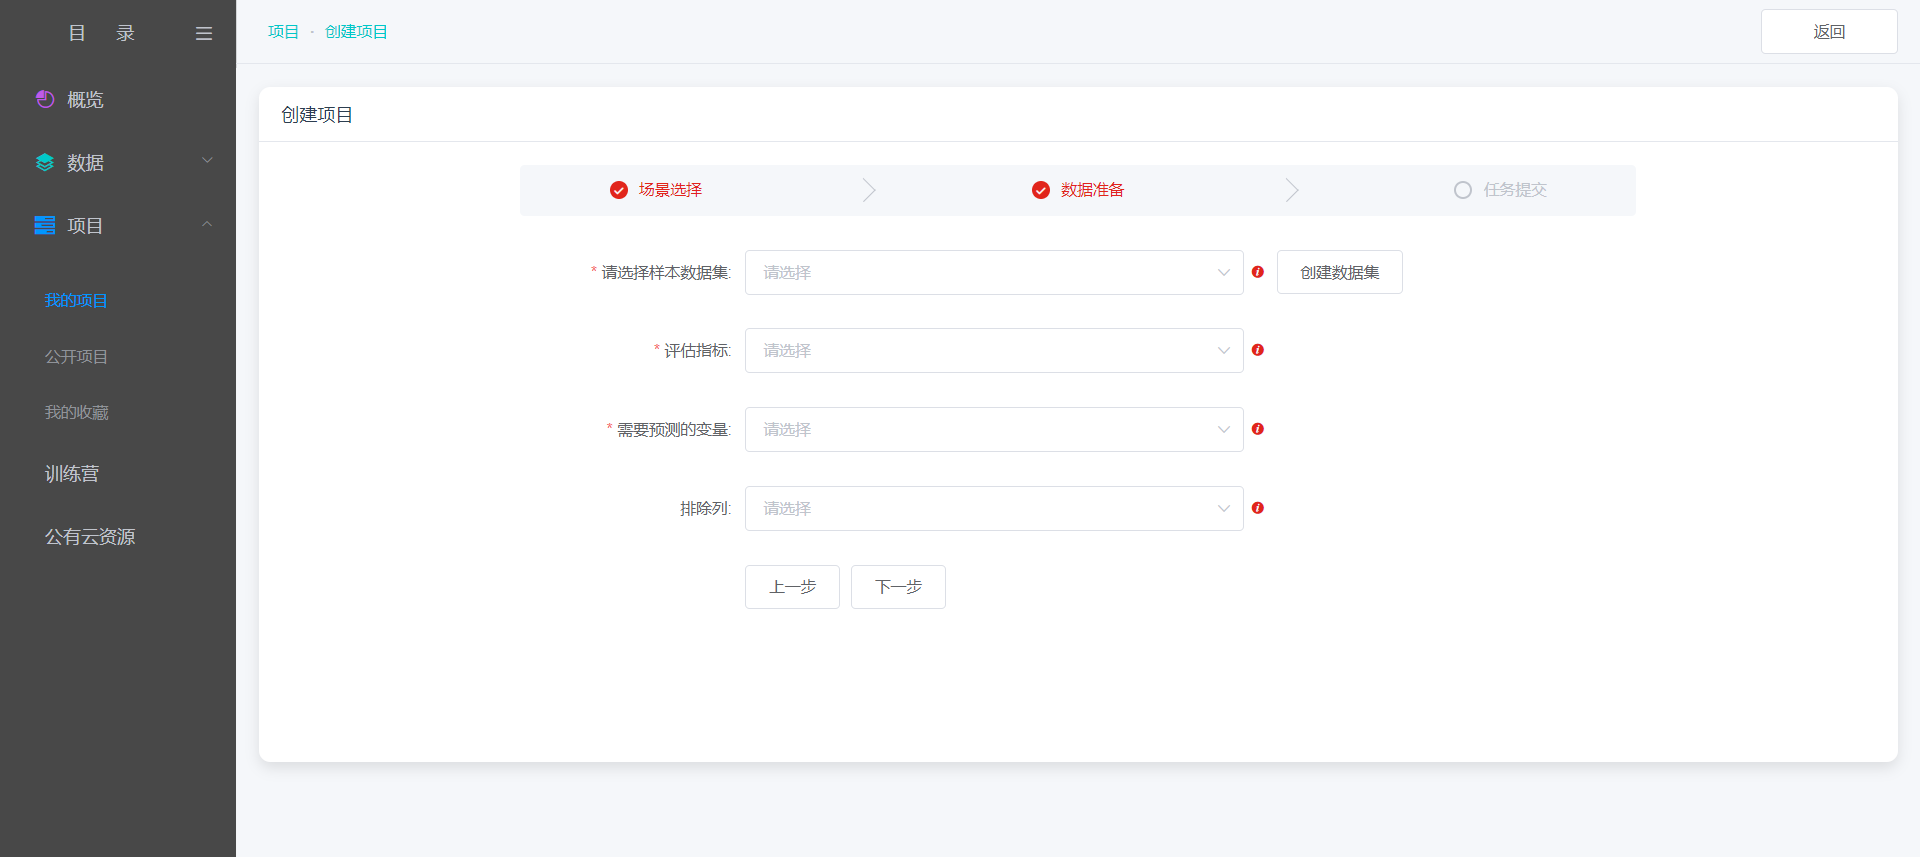 目 录
概览
数据
项目
我的项目
公开项目
我的收藏
训练营
公有云资源
项目 · 创建项目
返回
创建项目
场景选择
数据准备
任务提交
* 请选择样本数据集: 请选择 创建数据集
* 评估指标: 请选择
* 需要预测的变量: 请选择
排除列: 请选择
上一步 下一步